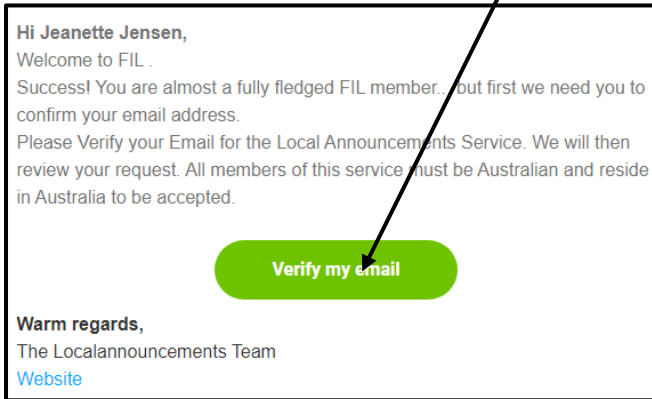 Hi Jeanette Jensen,
Welcome to FIL .
Success! You are almost a fully fledged FIL member... but first we need you to
confirm your email address.
Please Verify your Email for the Local Announcements Service. We will then
review your request. All members of this service must be Australian and reside
in Australia to be accepted.
Verify my email
Warm regards,
The Localannouncements Team
Website